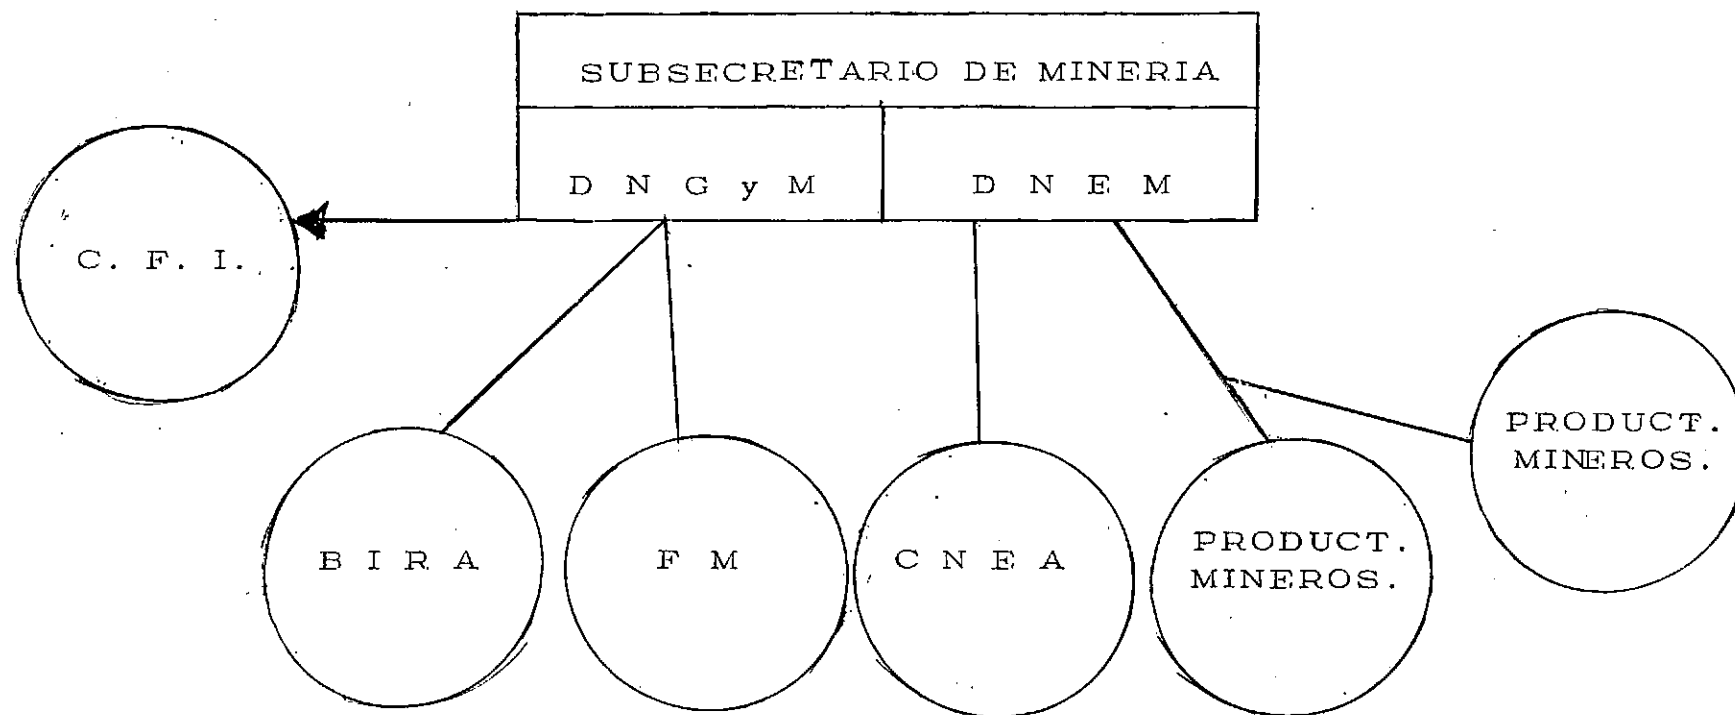 SUBSECRETARIO DE MINERIA
D N G y M
D N E M
C. F. I.
PRODUCT.
MINEROS.
B I R A
F M
C N E A
PRODUCT.
MINEROS.